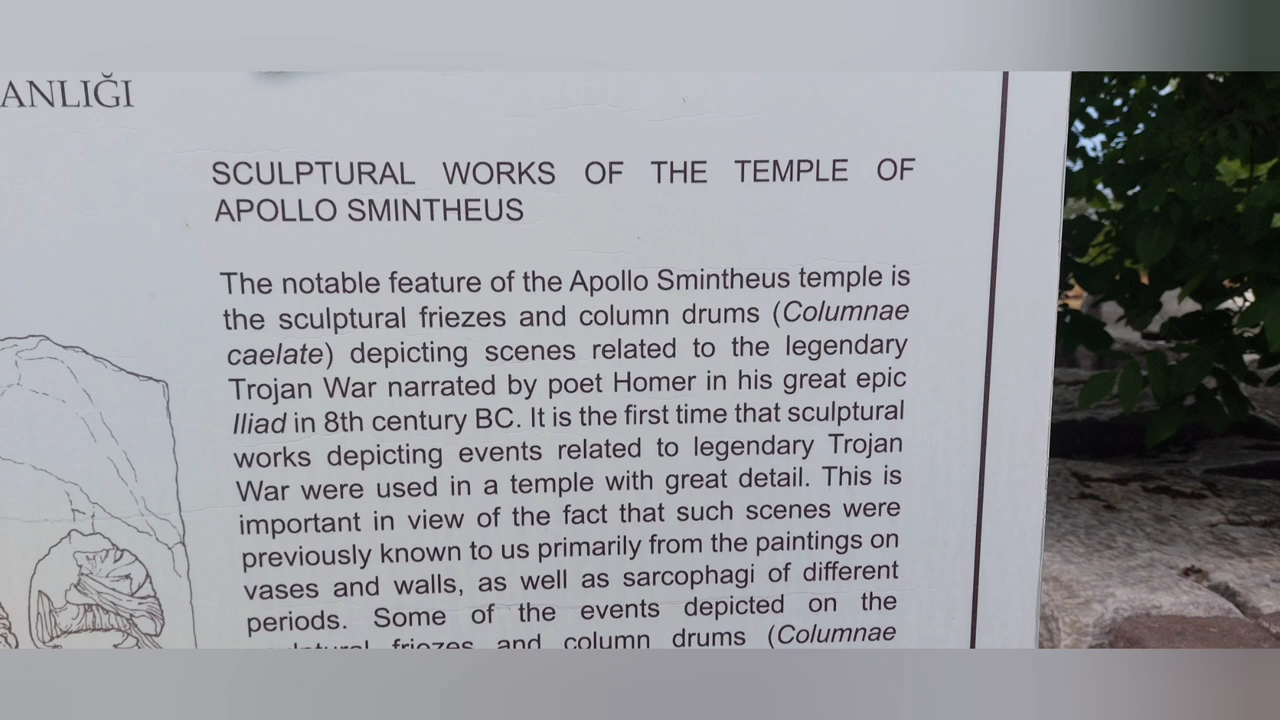 ANLIĞI
SCULPTURAL WORKS OF THE TEMPLE OF
APOLLO SMINTHEUS
The notable feature of the Apollo Smintheus temple is
the sculptural friezes and column drums (Columnae
caelate) depicting scenes related to the legendary
Trojan War narrated by poet Homer in his great epic
Iliad in 8th century BC. It is the first time that sculptural
works depicting events related to legendary Trojan
War were used in a temple with great detail. This is
important in view of the fact that such scenes were
previously known to us primarily from the paintings on
vases and walls, as well as sarcophagi of different
periods. Some of the events depicted on the
friezes and column drums (Columnae